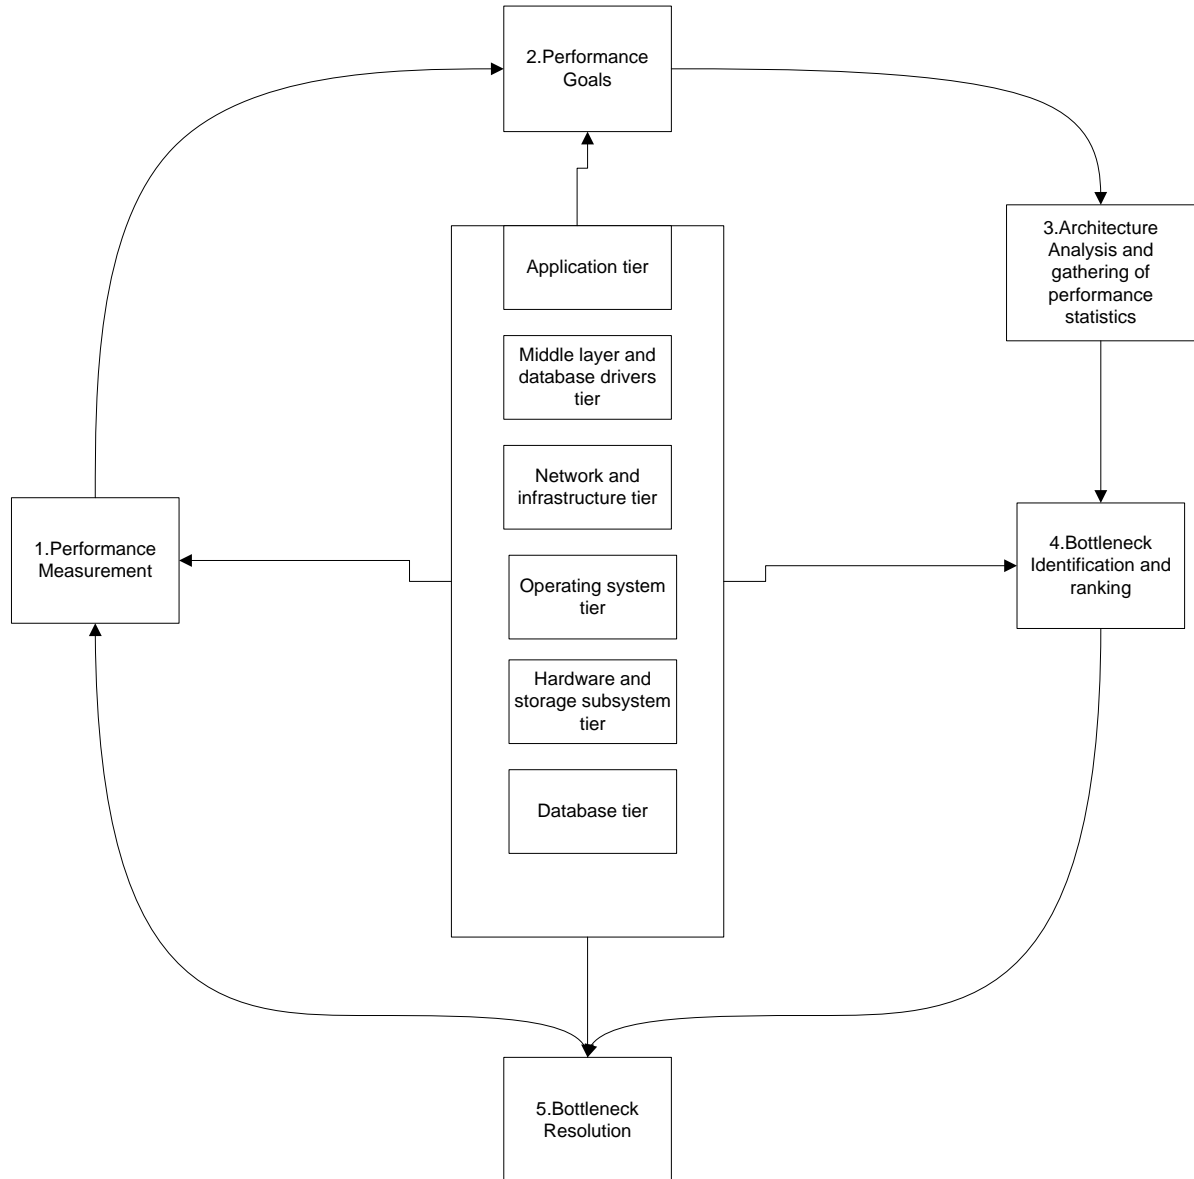 2.Performance
Goals
3.Architecture
Analysis and
gathering of
performance
statistics
Application tier
Middle layer and
database drivers
tier
Network and
infrastructure tier
1.Performance
Measurement
4.Bottleneck
Identification and
ranking
Operating system
tier
Hardware and
storage subsystem
tier
Database tier
5.Bottleneck
Resolution